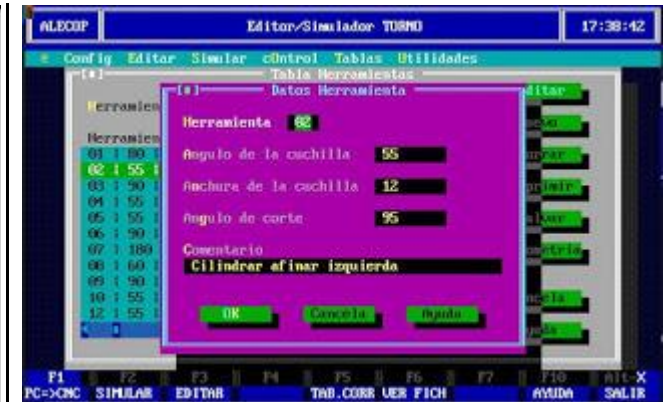 ALECOP Editor/Simulador TORNO 17:38:42
≡ Config Editar Simular cOntrol Tablas Utilidades
Tabla Herramientas
Datos Herramienta
Herramienta 02
Angulo de la cuchilla 55
Anchura de la cuchilla 12
Angulo de corte 95
Comentario
Cilindrar afinar izquierda
OK Cancela Ayuda
01 | 80
02 | 55
03 | 90
04 | 55
05 | 55
06 | 90
07 | 180
08 | 60
09 | 90
10 | 55
12 | 55
F1 F2 F3 F4 F5 F6 F7 F10 Alt-X
PC=>CNC SIMULAR EDITAR TAB.CORR VER FICH AYUDA SALIR